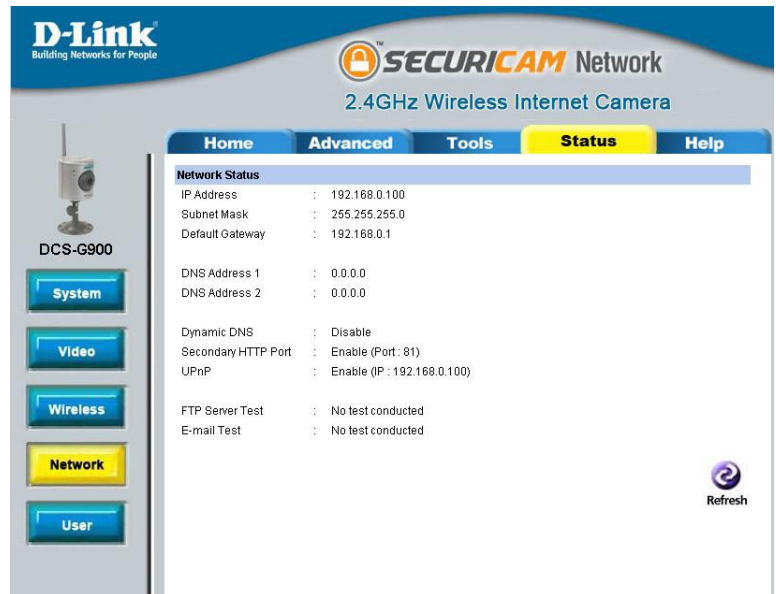 D-Link
Building Networks for People
SECURICAM Network
2.4GHz Wireless Internet Camera
Home Advanced Tools Status Help
DCS-G900
System
Video
Wireless
Network
User
Network Status
IP Address : 192.168.0.100
Subnet Mask : 255.255.255.0
Default Gateway : 192.168.0.1
DNS Address 1 : 0.0.0.0
DNS Address 2 : 0.0.0.0
Dynamic DNS : Disable
Secondary HTTP Port : Enable (Port : 81)
UPnP : Enable (IP : 192.168.0.100)
FTP Server Test : No test conducted
E-mail Test : No test conducted
Refresh